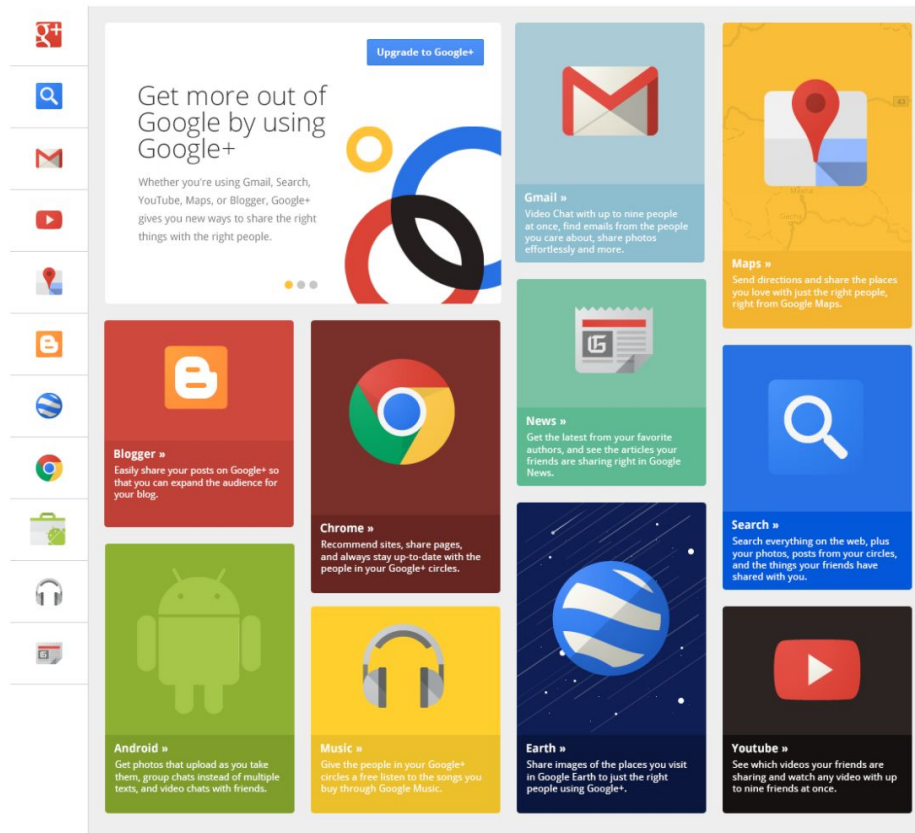 g+
Upgrade to Google+
Get more out of
Google by using
Google+
Whether you're using Gmail, Search,
YouTube, Maps, or Blogger, Google+
gives you new ways to share the right
things with the right people.
Gmail »
Video Chat with up to nine people
at once, find emails from the people
you care about, share photos
effortlessly and more.
43
Maps »
Send directions and share the places
you love with just the right people,
right from Google Maps.
Blogger »
Easily share your posts on Google+ so
that you can expand the audience for
your blog.
Chrome »
Recommend sites, share pages,
and always stay up-to-date with the
people in your Google+ circles.
G
News »
Get the latest from your favorite
authors, and see the articles your
friends are sharing right in Google
News.
Search »
Search everything on the web, plus
your photos, posts from your circles,
and the things your friends have
shared with you.
Android »
Get photos that upload as you take
them, group chats instead of multiple
texts, and video chats with friends.
Music »
Give the people in your Google+
circles a free listen to the songs you
buy through Google Music.
Earth »
Share images of the places you visit
in Google Earth to just the right
people using Google+.
Youtube »
See which videos your friends are
sharing and watch any video with up
to nine friends at once.